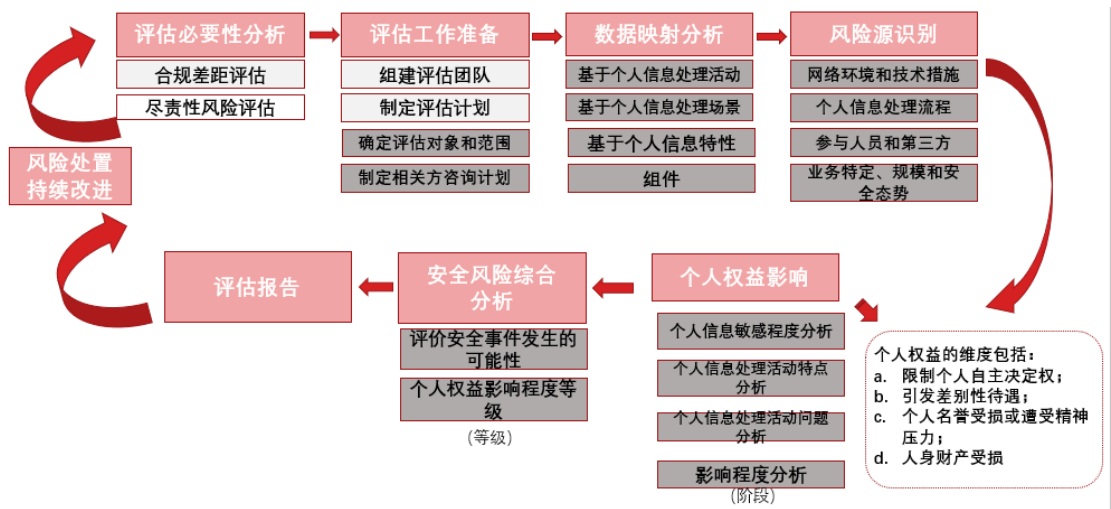 评估必要性分析
合规差距评估
尽责性风险评估
评估工作准备
组建评估团队
制定评估计划
确定评估对象和范围
制定相关方咨询计划
数据映射分析
基于个人信息处理活动
基于个人信息处理场景
基于个人信息特性
组件
风险源识别
网络环境和技术措施
个人信息处理流程
参与人员和第三方
业务特定、规模和安
全态势
风险处置
持续改进
评估报告
安全风险综合
分析
评价安全事件发生的
可能性
个人权益影响程度等
级
(等级)
个人权益影响
个人信息敏感程度分析
个人信息处理活动特点
分析
个人信息处理活动问题
分析
影响程度分析
(阶段)
个人权益的维度包括：
a. 限制个人自主决定权；
b. 引发差别性待遇；
c. 个人名誉受损或遭受精神
压力；
d. 人身财产受损